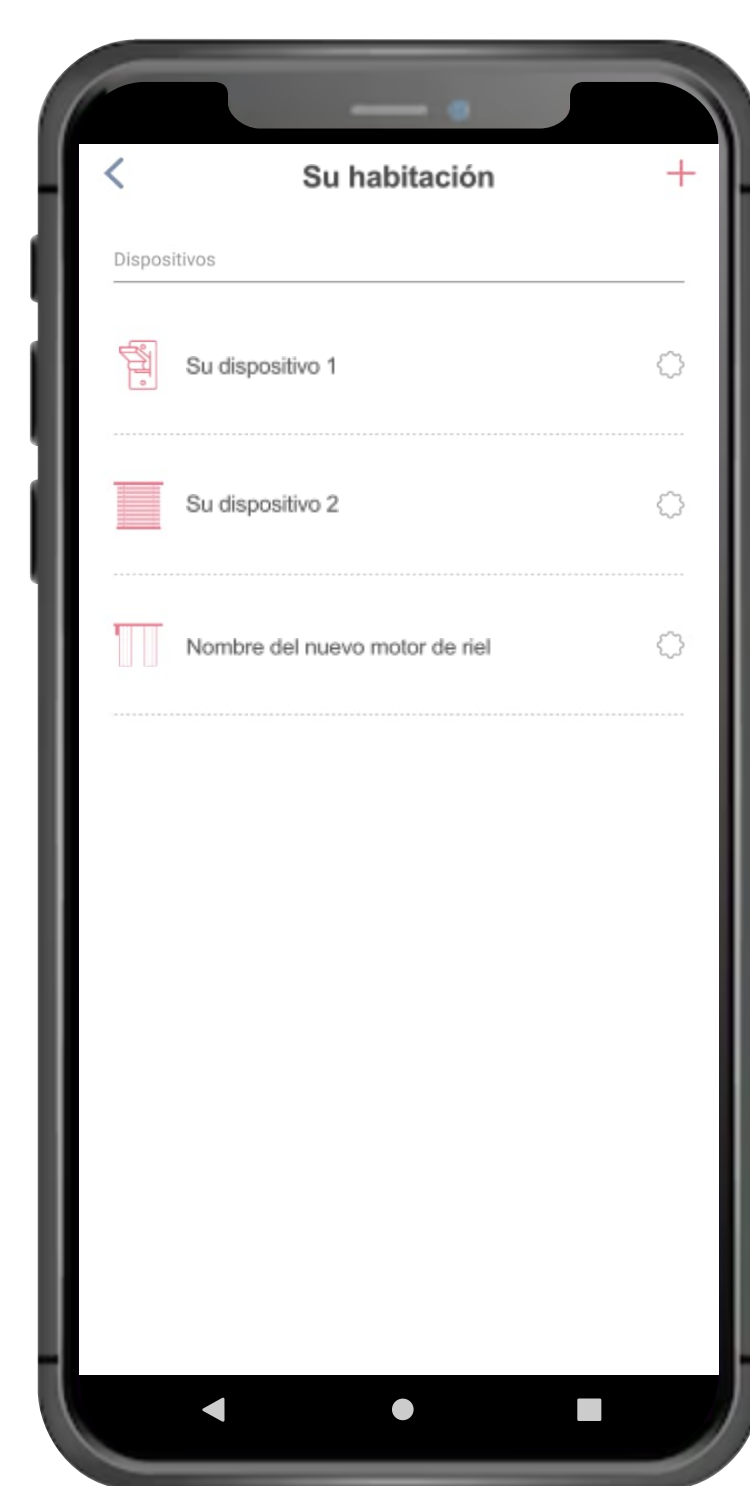 Su habitación
Dispositivos
Su dispositivo 1
Su dispositivo 2
Nombre del nuevo motor de riel